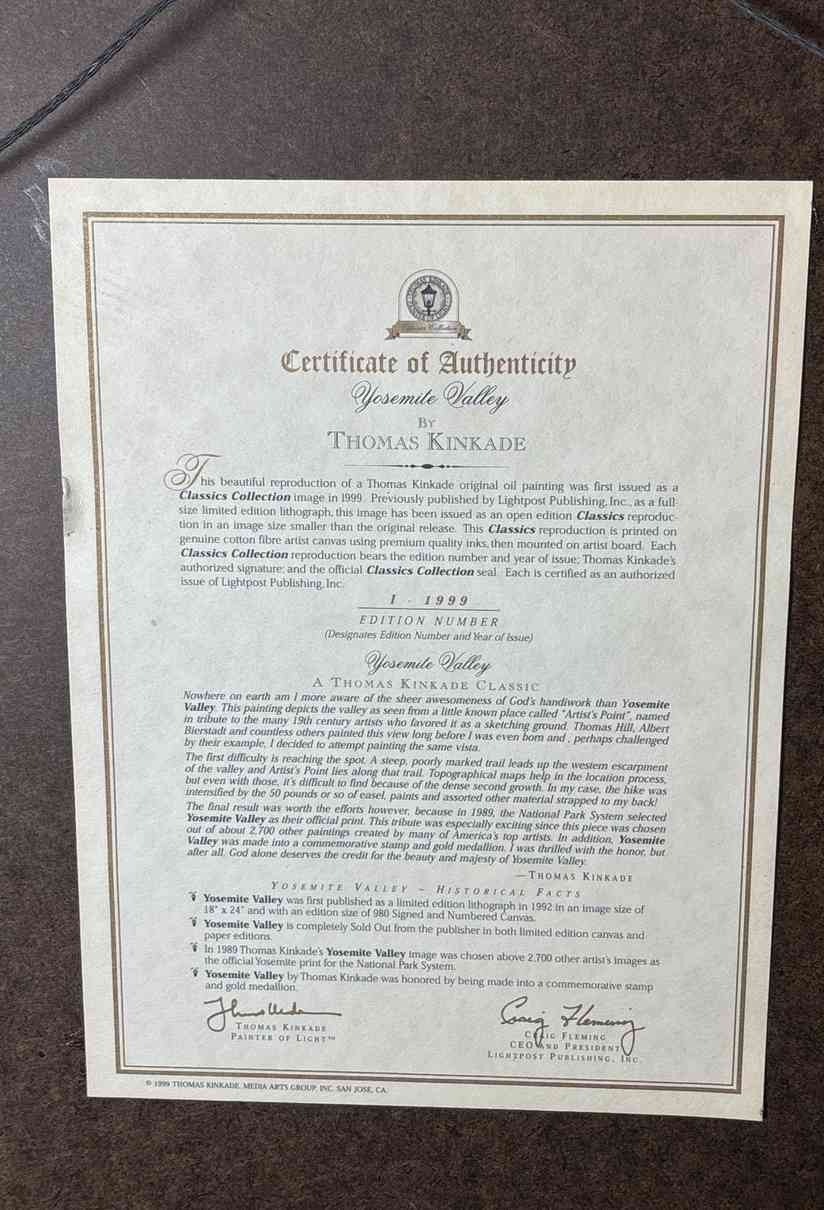 Classics Collection
Certificate of Authenticity
Yosemite Valley
BY
THOMAS KINKADE
This beautiful reproduction of a Thomas Kinkade original oil painting was first issued as a
Classics Collection image in 1999. Previously published by Lightpost Publishing, Inc., as a full-
size limited edition lithograph, this image has been issued as an open edition Classics reproduc-
tion in an image size smaller than the original release. This Classics reproduction is printed on
genuine cotton fibre artist canvas using premium quality inks, then mounted on artist board. Each
Classics Collection reproduction bears the edition number and year of issue; Thomas Kinkade's
authorized signature; and the official Classics Collection seal. Each is certified as an authorized
issue of Lightpost Publishing, Inc.
I - 1999
EDITION NUMBER
(Designates Edition Number and Year of Issue)
Yosemite Valley
A THOMAS KINKADE CLASSIC
Nowhere on earth am I more aware of the sheer awesomeness of God's handiwork than Yosemite
Valley. This painting depicts the valley as seen from a little known place called "Artist's Point", named
in tribute to the many 19th century artists who favored it as a sketching ground. Thomas Hill, Albert
Bierstadt and countless others painted this view long before I was even born and , perhaps challenged
by their example, I decided to attempt painting the same vista.
The first difficulty is reaching the spot. A steep, poorly marked trail leads up the western escarpment
of the valley and Artist's Point lies along that trail. Topographical maps help in the location process,
but even with those, it's difficult to find because of the dense second growth. In my case, the hike was
intensified by the 50 pounds or so of easel, paints and assorted other material strapped to my back!
The final result was worth the efforts however, because in 1989, the National Park System selected
Yosemite Valley as their official print. This tribute was especially exciting since this piece was chosen
out of about 2,700 other paintings created by many of America's top artists. In addition, Yosemite
Valley was made into a commemorative stamp and gold medallion. I was thrilled with the honor, but
after all, God alone deserves the credit for the beauty and majesty of Yosemite Valley.
—THOMAS KINKADE
YOSEMITE VALLEY – HISTORICAL FACTS
Yosemite Valley was first published as a limited edition lithograph in 1992 in an image size of
18" x 24" and with an edition size of 980 Signed and Numbered Canvas.
Yosemite Valley is completely Sold Out from the publisher in both limited edition canvas and
paper editions.
In 1989 Thomas Kinkade's Yosemite Valley image was chosen above 2,700 other artist's images as
the official Yosemite print for the National Park System.
Yosemite Valley by Thomas Kinkade was honored by being made into a commemorative stamp
and gold medallion.
THOMAS KINKADE
PAINTER OF LIGHT™
Craig Fleming
CRAIG FLEMING
CEO AND PRESIDENT
LIGHTPOST PUBLISHING, INC.
© 1999 THOMAS KINKADE, MEDIA ARTS GROUP, INC. SAN JOSE, CA.